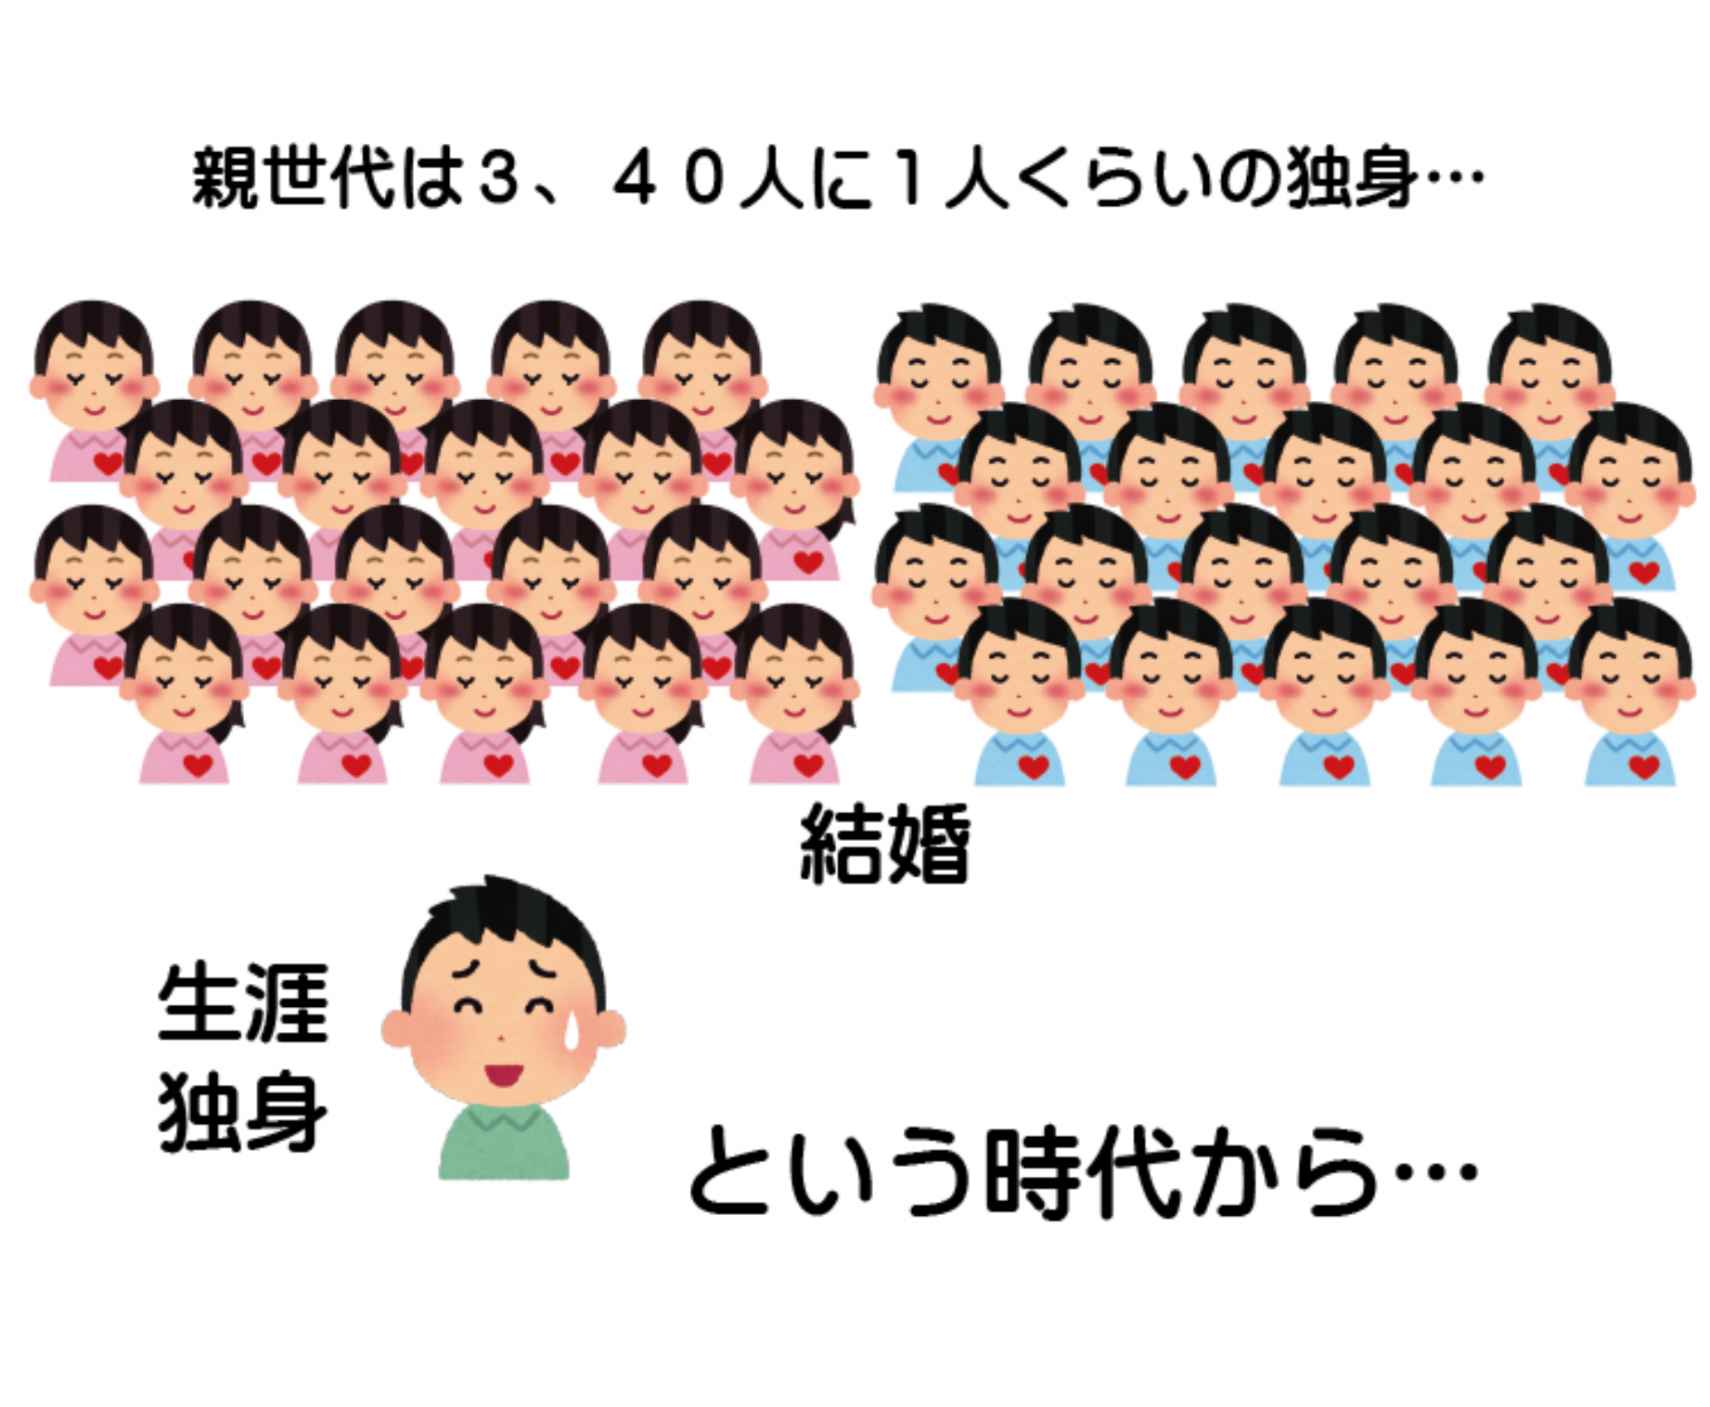 親世代は３、４０人に１人くらいの独身…
結婚
生涯
独身
という時代から…